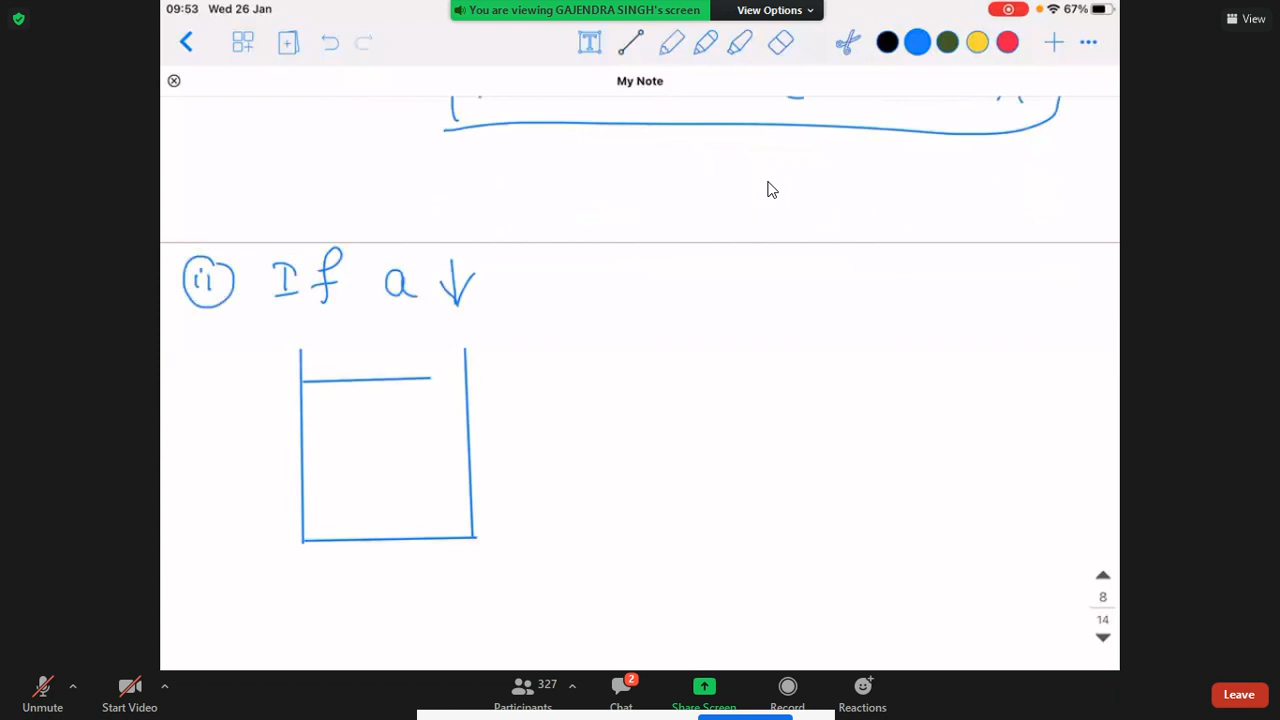 09:53 Wed 26 Jan
You are viewing GAJENDRA SINGH's screen
View Options
67%
View
My Note
(ii) If a ↓
8
14
Unmute
Start Video
327
Participants
2
Chat
Share Screen
Record
Reactions
Leave